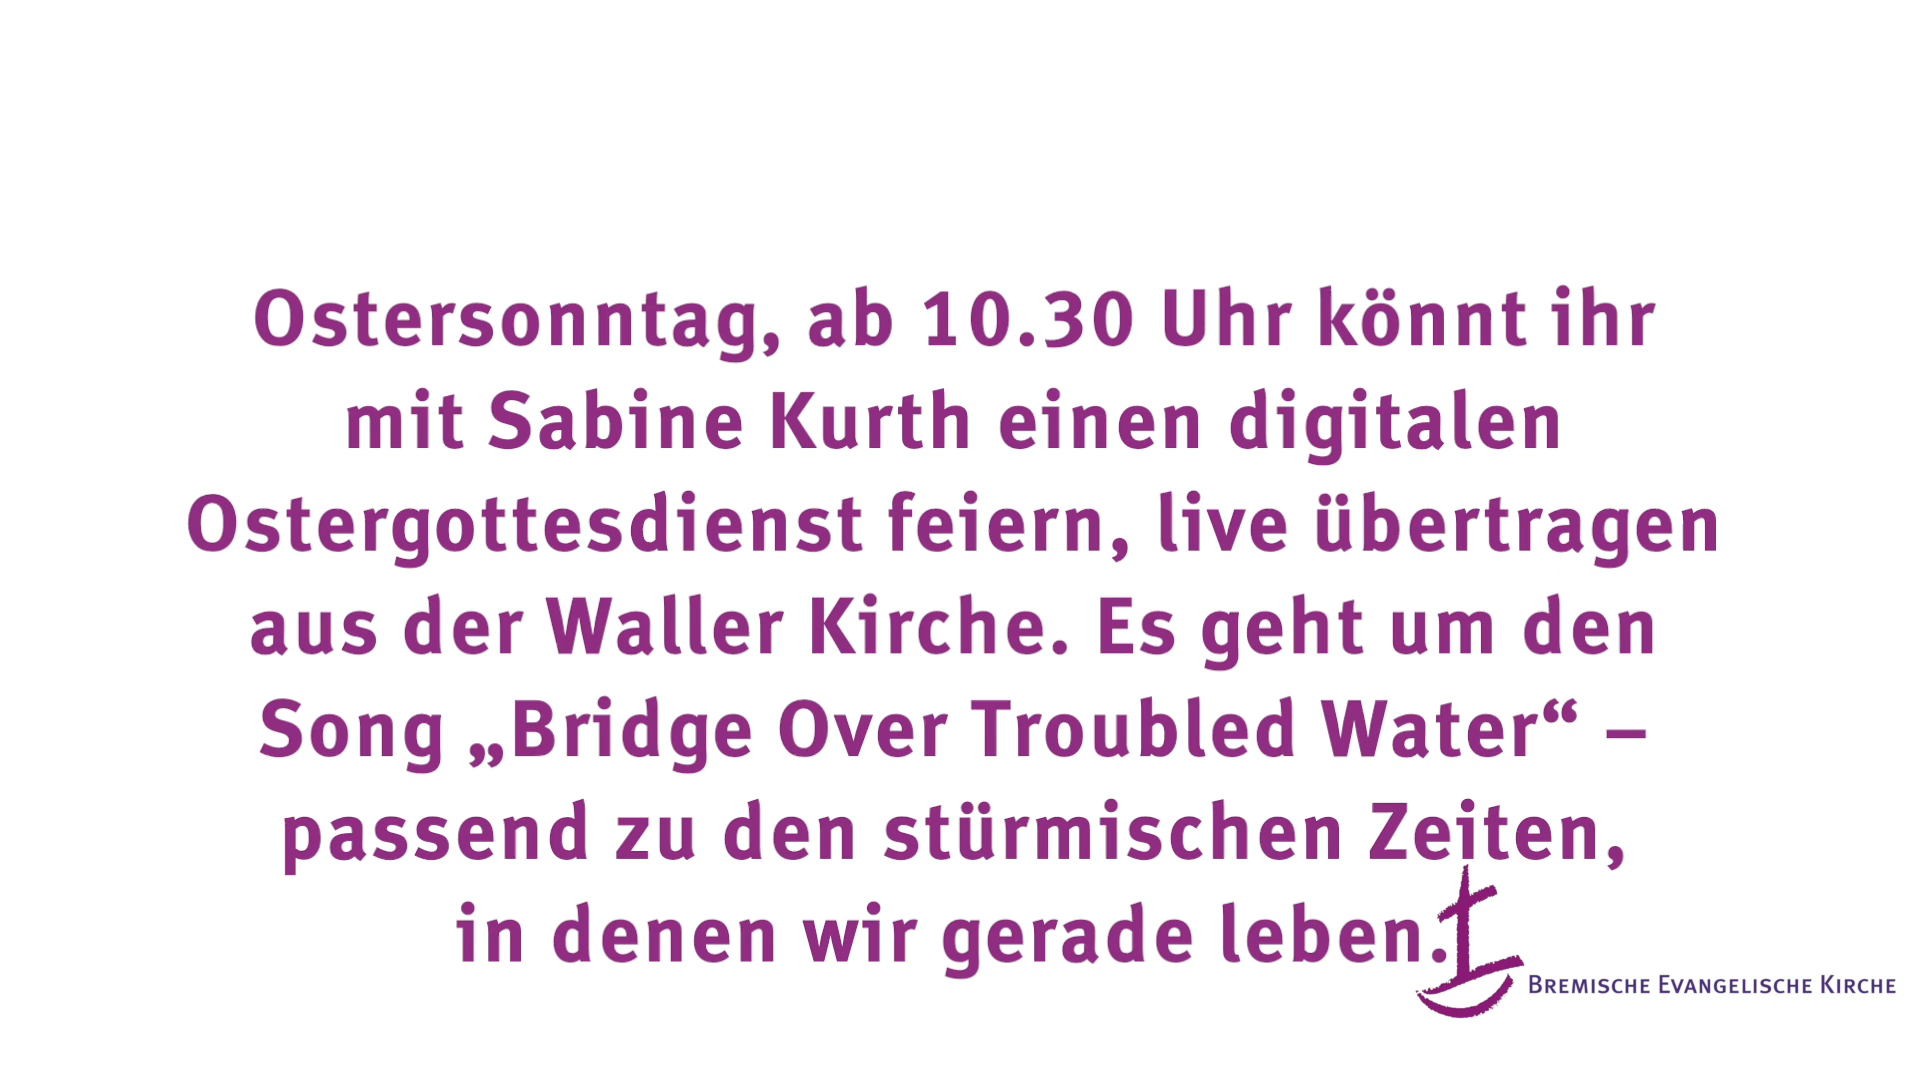 Ostersonntag, ab 10.30 Uhr könnt ihr
mit Sabine Kurth einen digitalen
Ostergottesdienst feiern, live übertragen
aus der Waller Kirche. Es geht um den
Song „Bridge Over Troubled Water“ –
passend zu den stürmischen Zeiten,
in denen wir gerade leben.
Bremische Evangelische Kirche